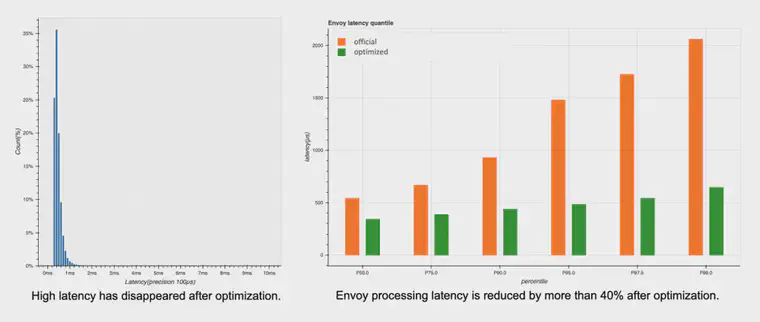 35%
30%
25%
20%
15%
10%
5%
0%
Count(%)
0ms 1ms 2ms 3ms 4ms 5ms 6ms 7ms 8ms 9ms 10ms
Latency(precision 100μs)
High latency has disappeared after optimization.
Envoy latency quantile
official
optimized
2000
1500
1000
500
0
latency(μs)
P50.0 P75.0 P90.0 P95.0 P97.5 P99.0
percentile
Envoy processing latency is reduced by more than 40% after optimization.